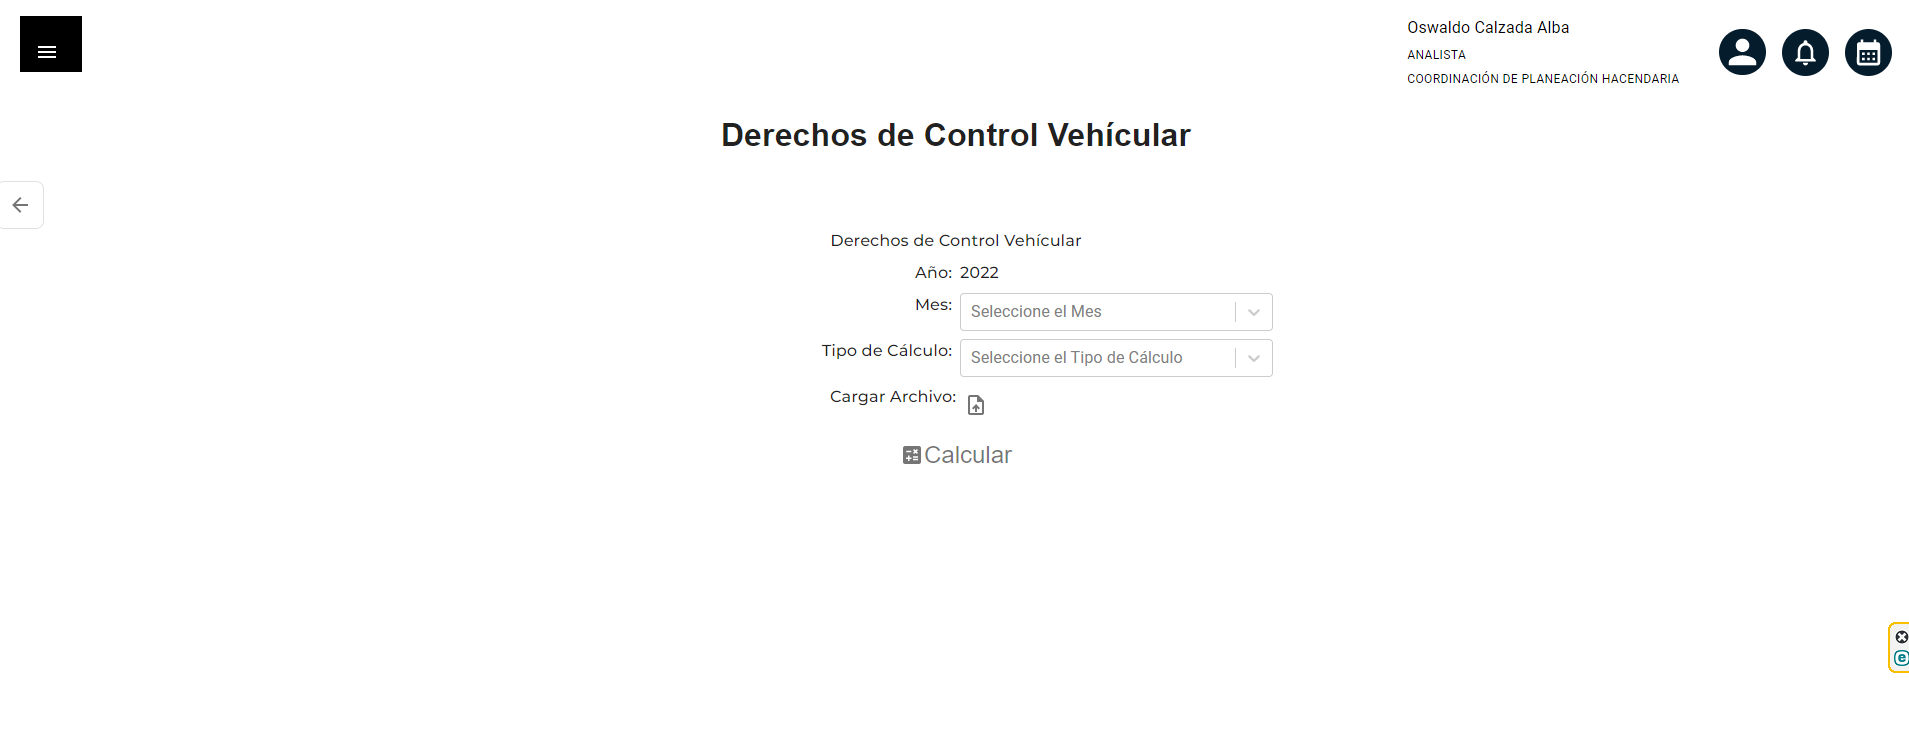 Oswaldo Calzada Alba
ANALISTA
COORDINACIÓN DE PLANEACIÓN HACENDARIA
Derechos de Control Vehícular
Derechos de Control Vehícular
Año: 2022
Mes: Seleccione el Mes
Tipo de Cálculo: Seleccione el Tipo de Cálculo
Cargar Archivo:
Calcular